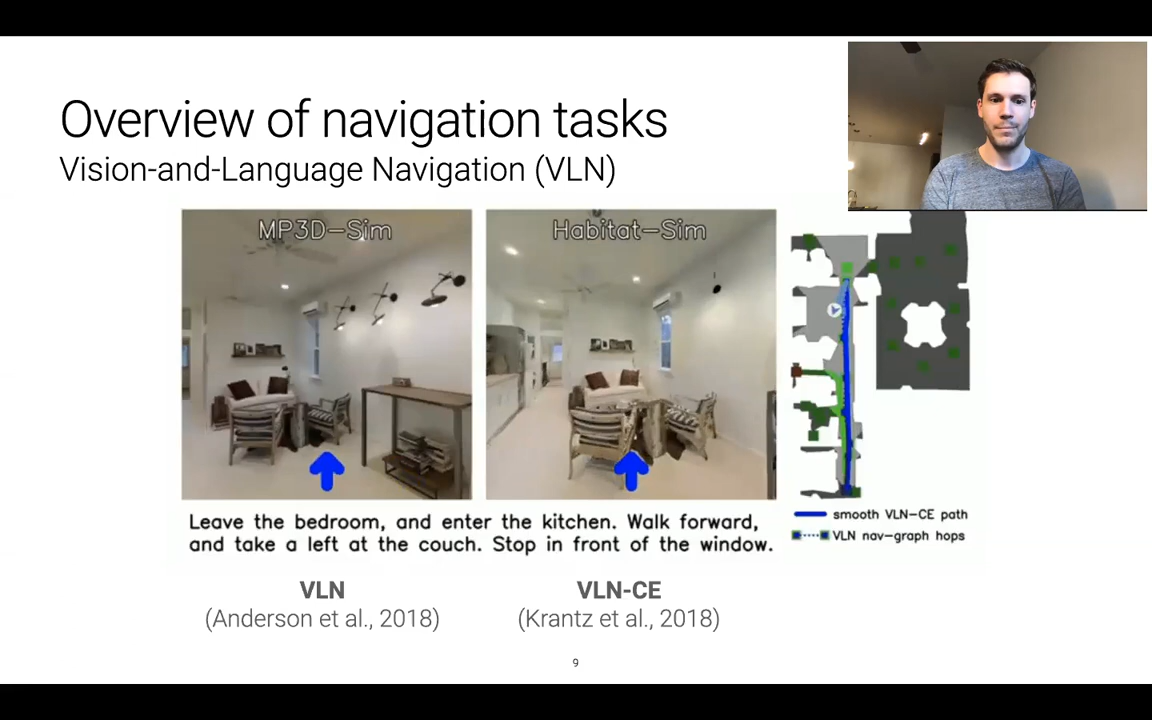 Overview of navigation tasks
Vision-and-Language Navigation (VLN)
MP3D-Sim
Habitat-Sim
smooth VLN-CE path
VLN nav-graph hops
Leave the bedroom, and enter the kitchen. Walk forward,
and take a left at the couch. Stop in front of the window.
VLN
(Anderson et al., 2018)
VLN-CE
(Krantz et al., 2018)
9